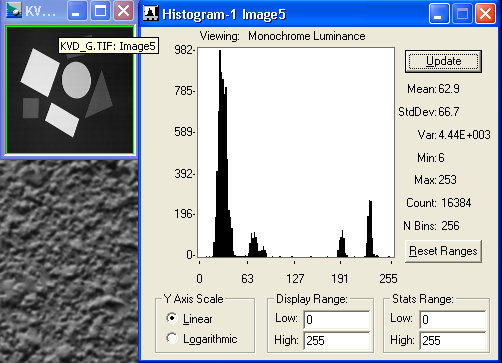 KV...
KVD_G.TIF: Image5
Histogram-1 Image5
Viewing: Monochrome Luminance
982-
785-
589-
392-
196-
0-
0 63 127 191 255
Update
Mean: 62.9
StdDev: 66.7
Var: 4.44E+003
Min: 6
Max: 253
Count: 16384
N Bins: 256
Reset Ranges
Y Axis Scale
Linear
Logarithmic
Display Range:
Low: 0
High: 255
Stats Range:
Low: 0
High: 255